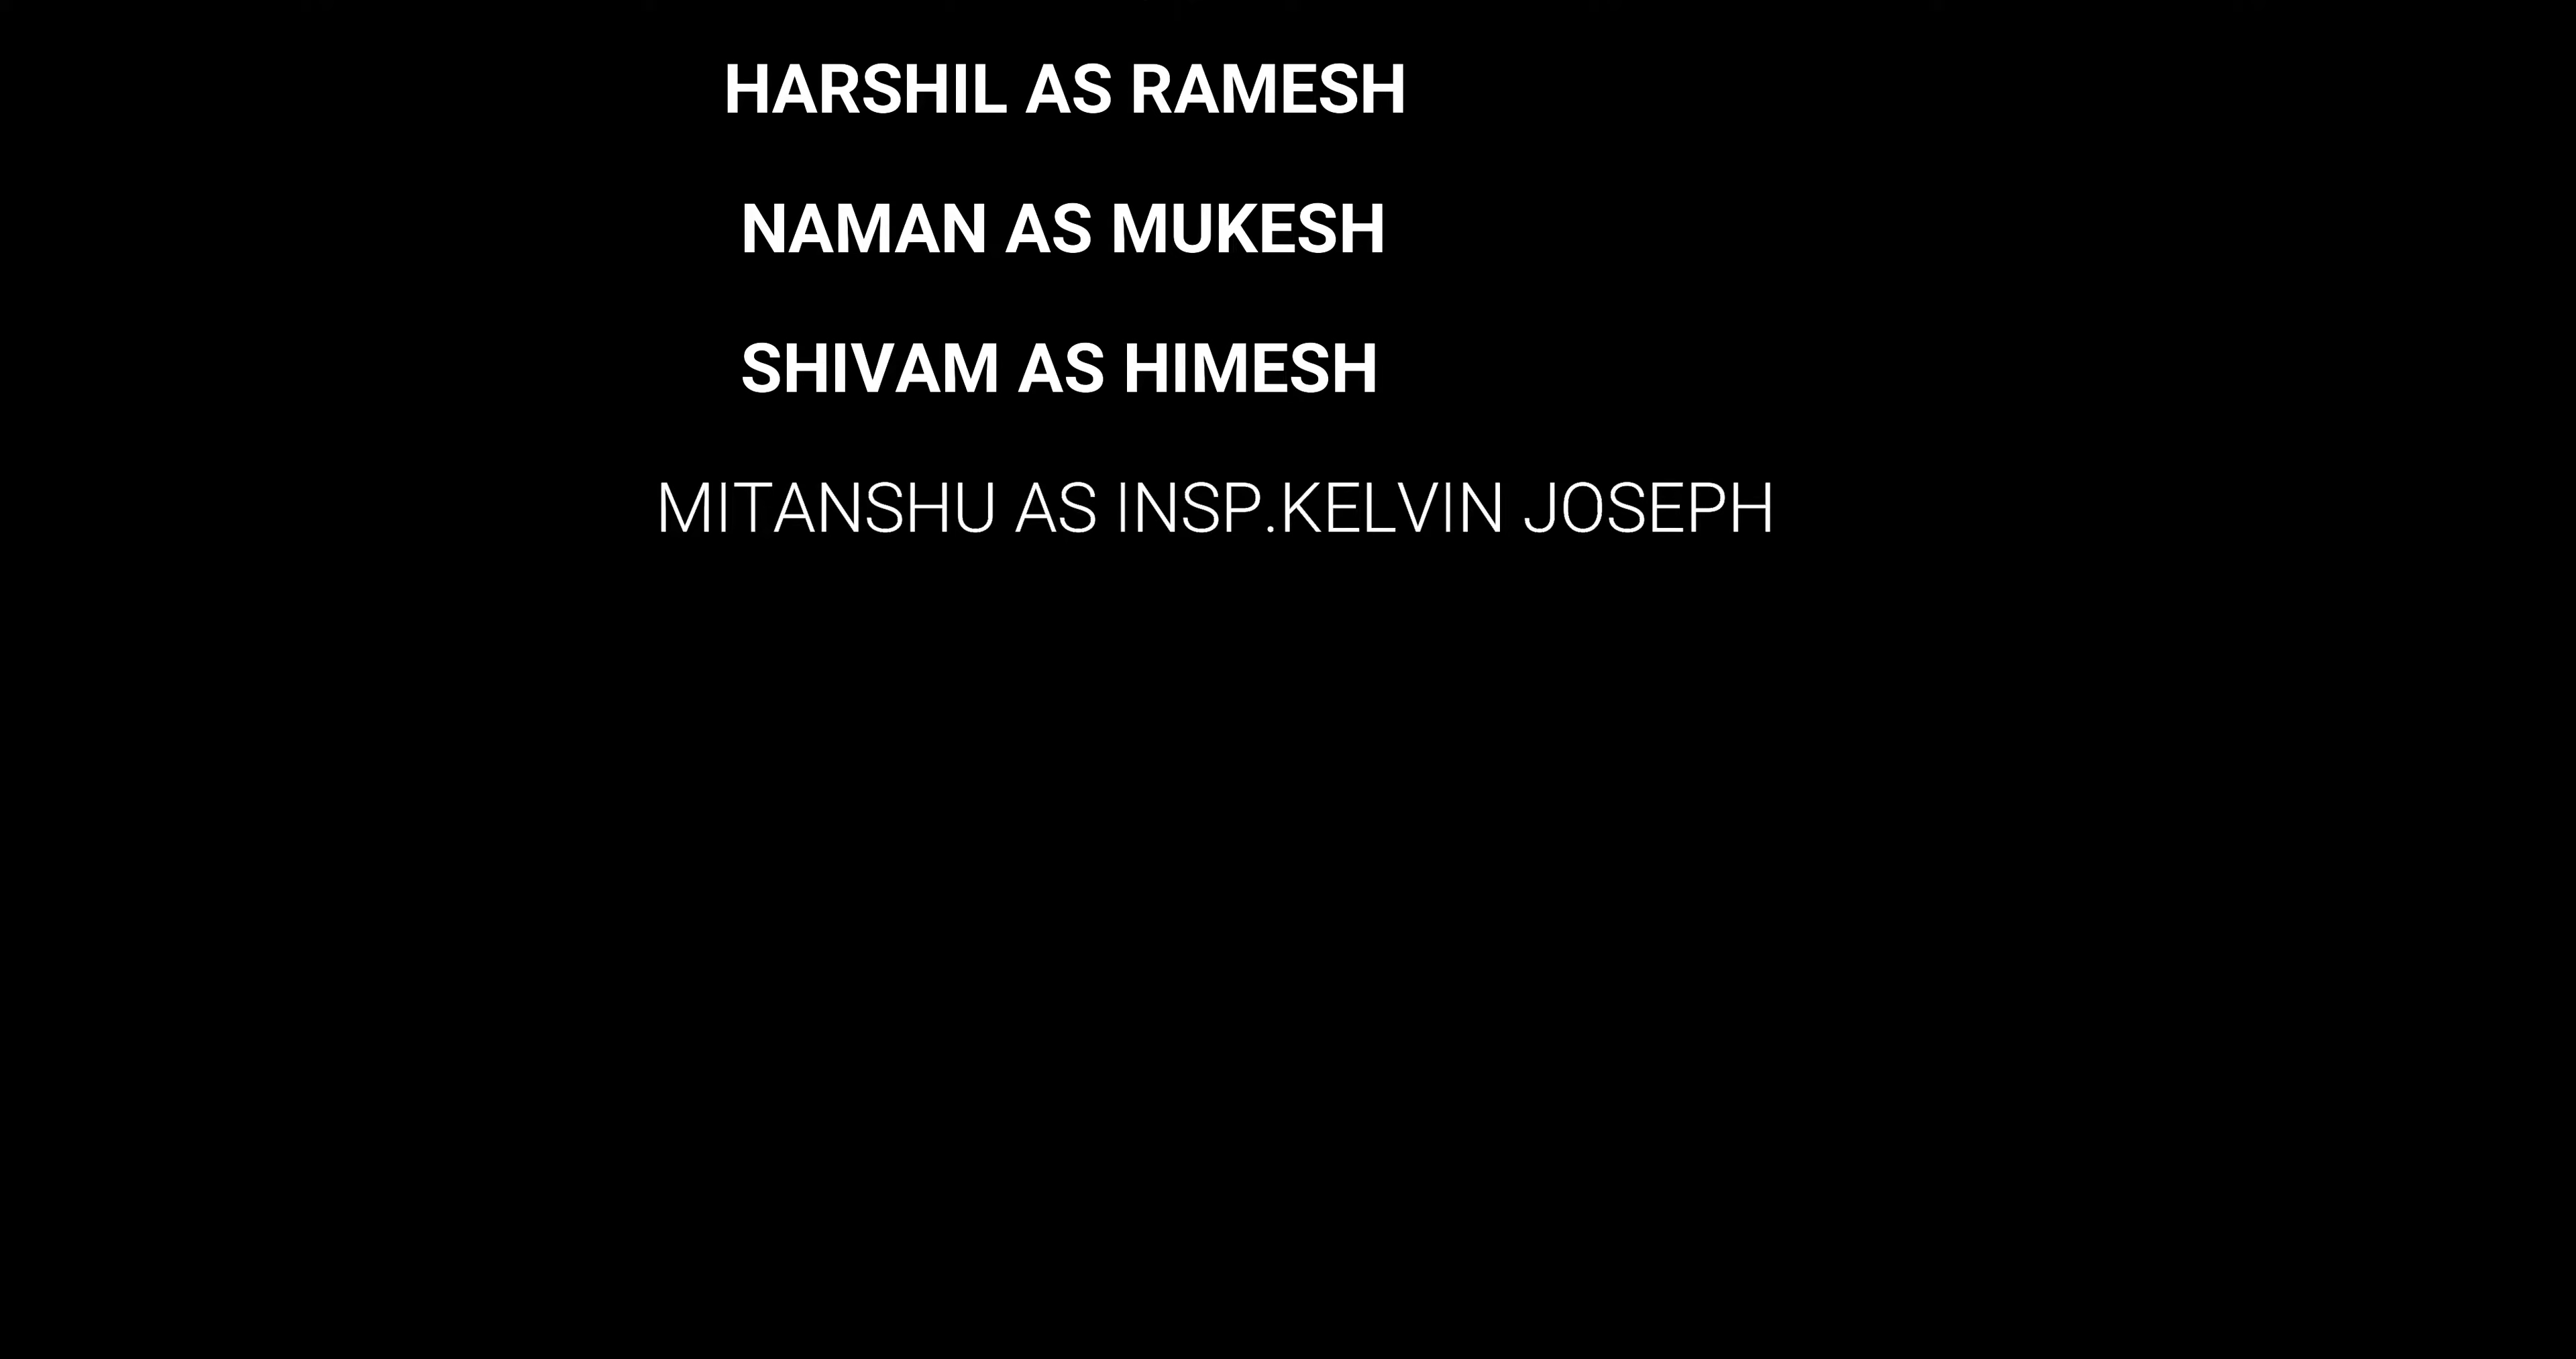 HARSHIL AS RAMESH
NAMAN AS MUKESH
SHIVAM AS HIMESH
MITANSHU AS INSP.KELVIN JOSEPH